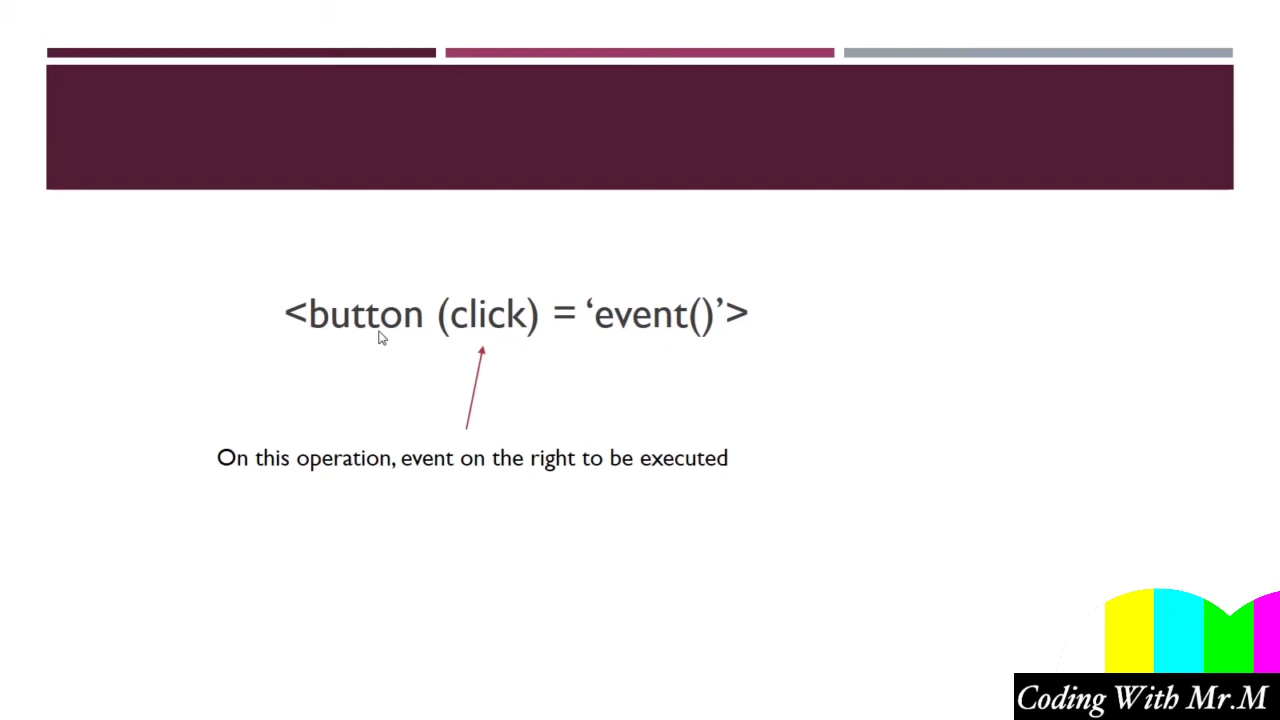 <button (click) = ‘event()’>
On this operation, event on the right to be executed
Coding With Mr.M